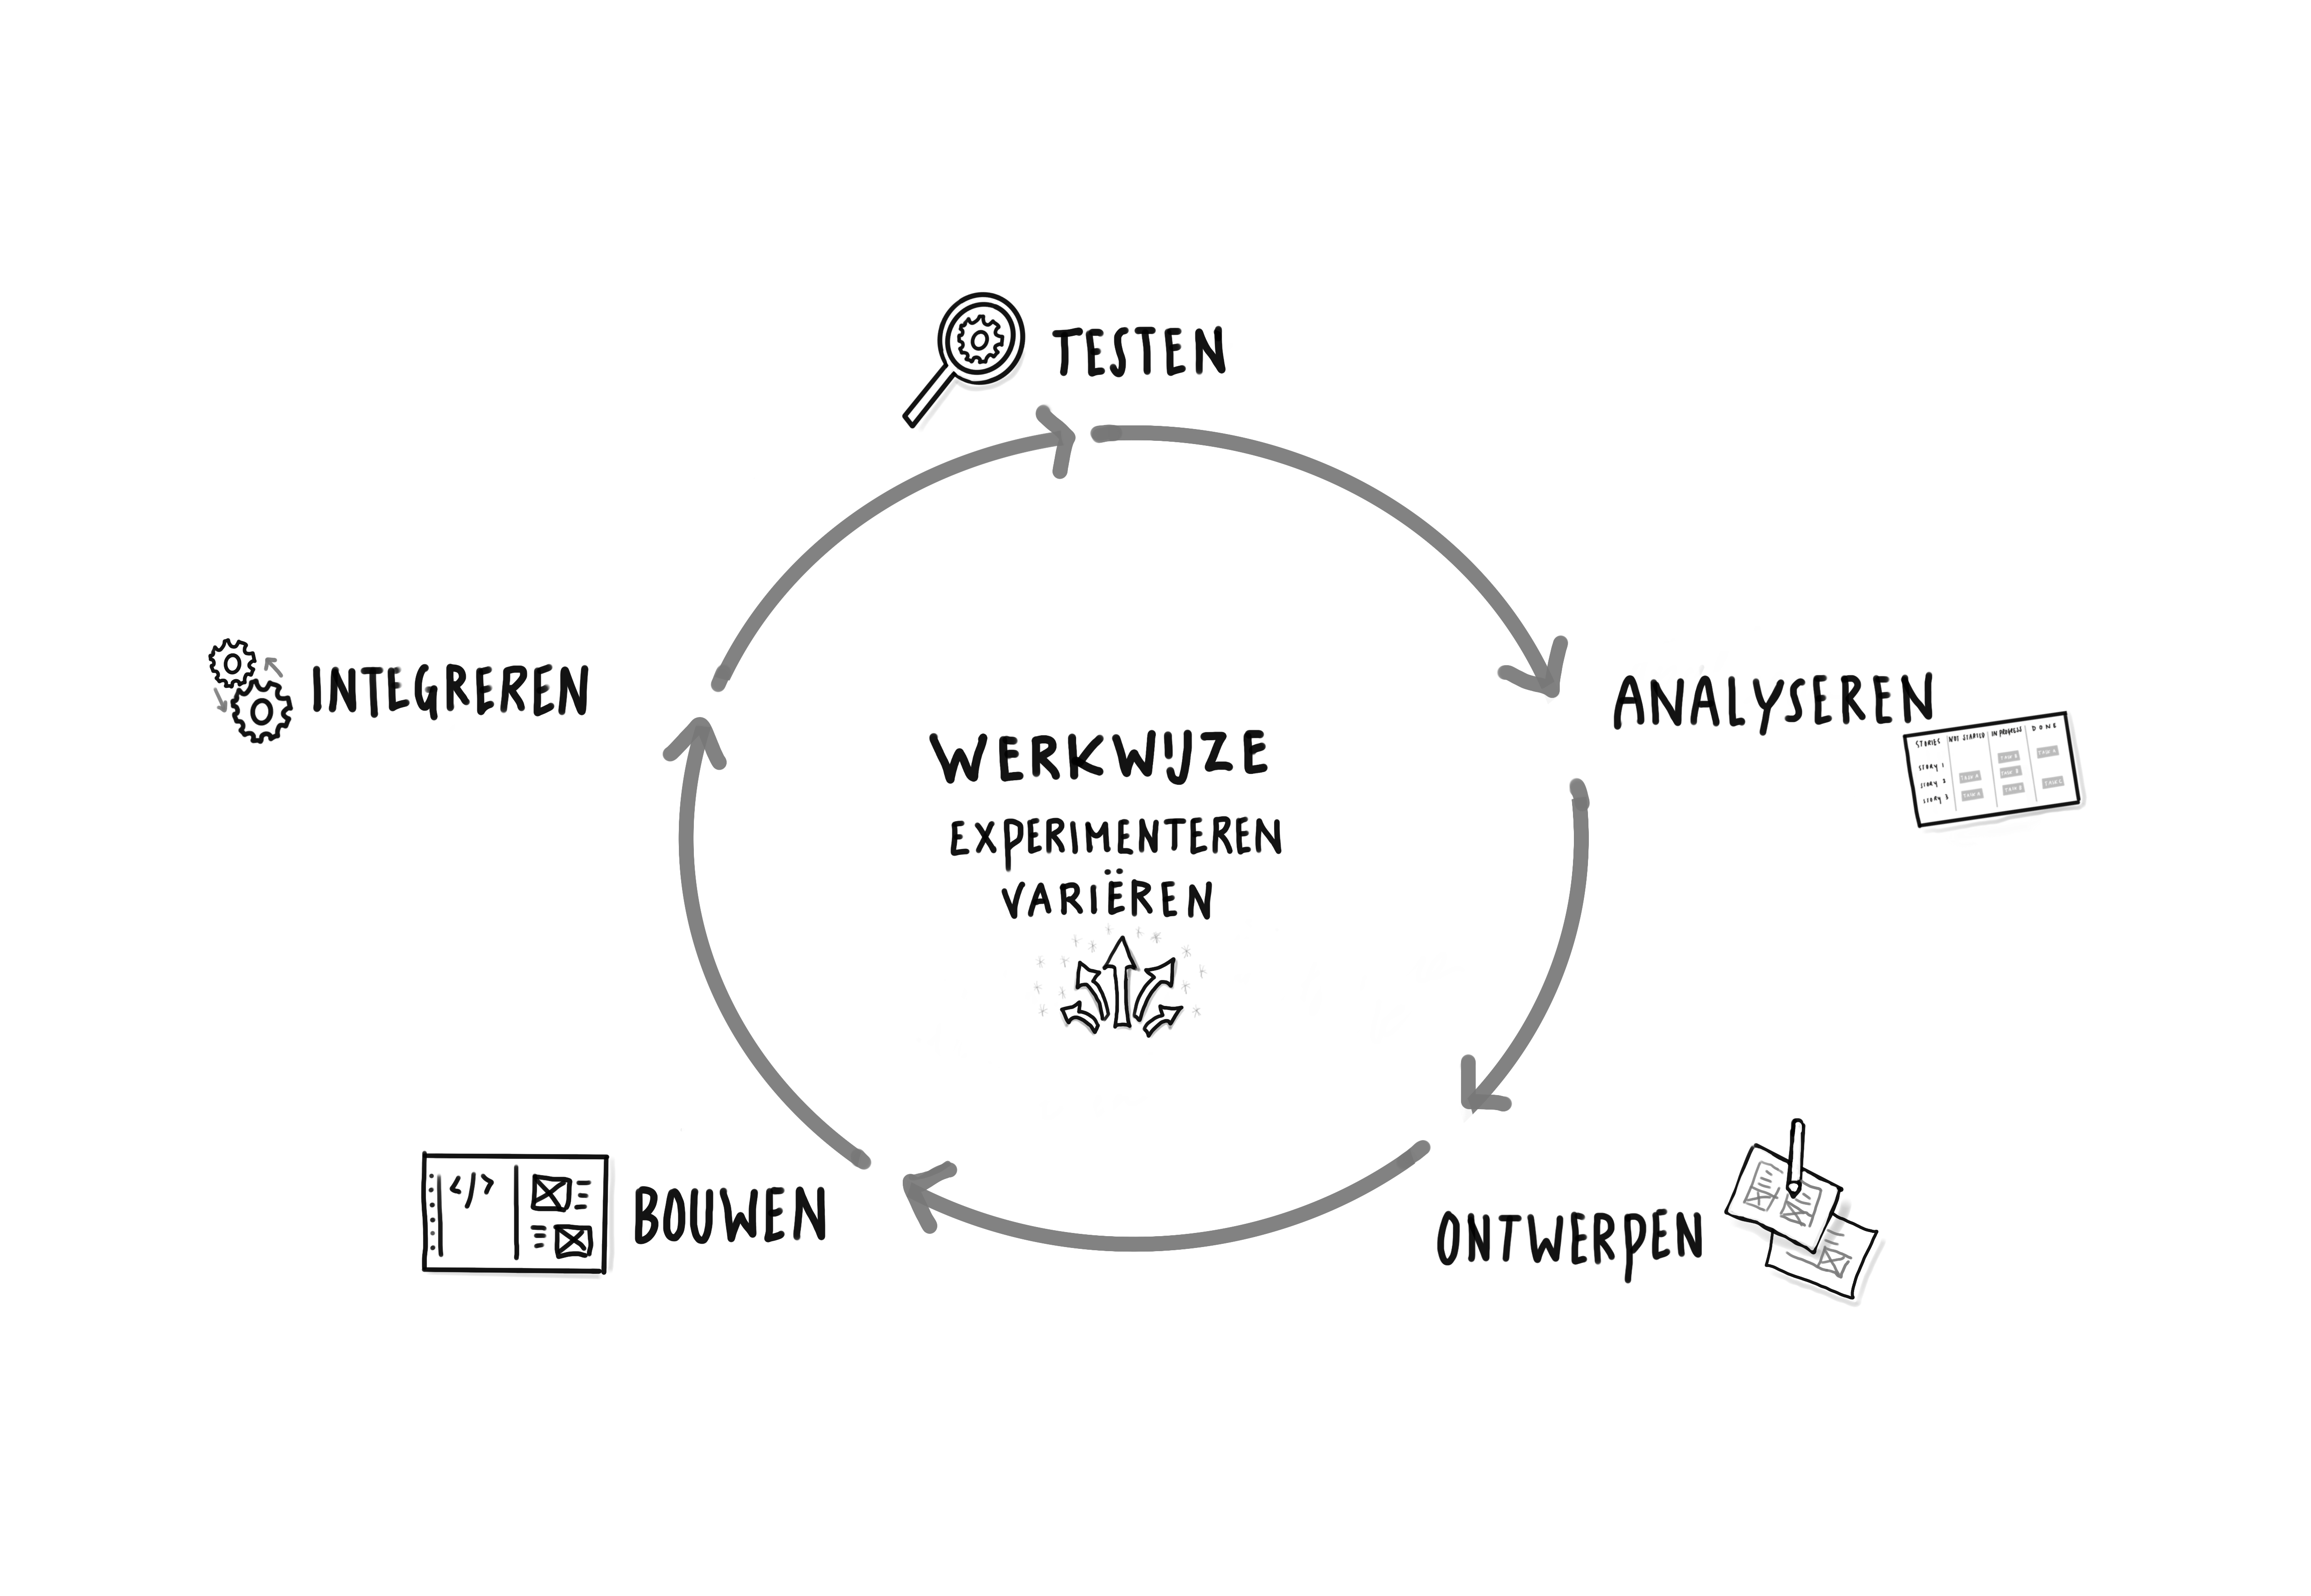 TESTEN
INTEGREREN
ANALYSEREN
STORIES NOT STARTED IN PROGRESS DONE
STORY 1
STORY 2
STORY 3
WERKWIJZE
EXPERIMENTEREN
VARIËREN
</>
BOUWEN
ONTWERPEN